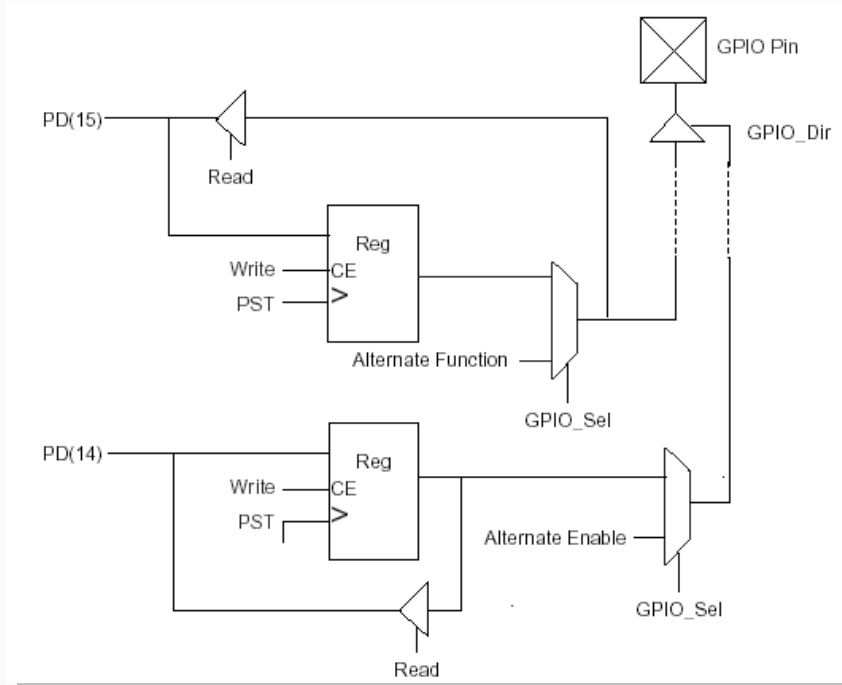 GPIO Pin
PD(15)
GPIO_Dir
Read
Reg
Write
CE
PST
Alternate Function
GPIO_Sel
PD(14)
Reg
Write
CE
PST
Alternate Enable
GPIO_Sel
Read